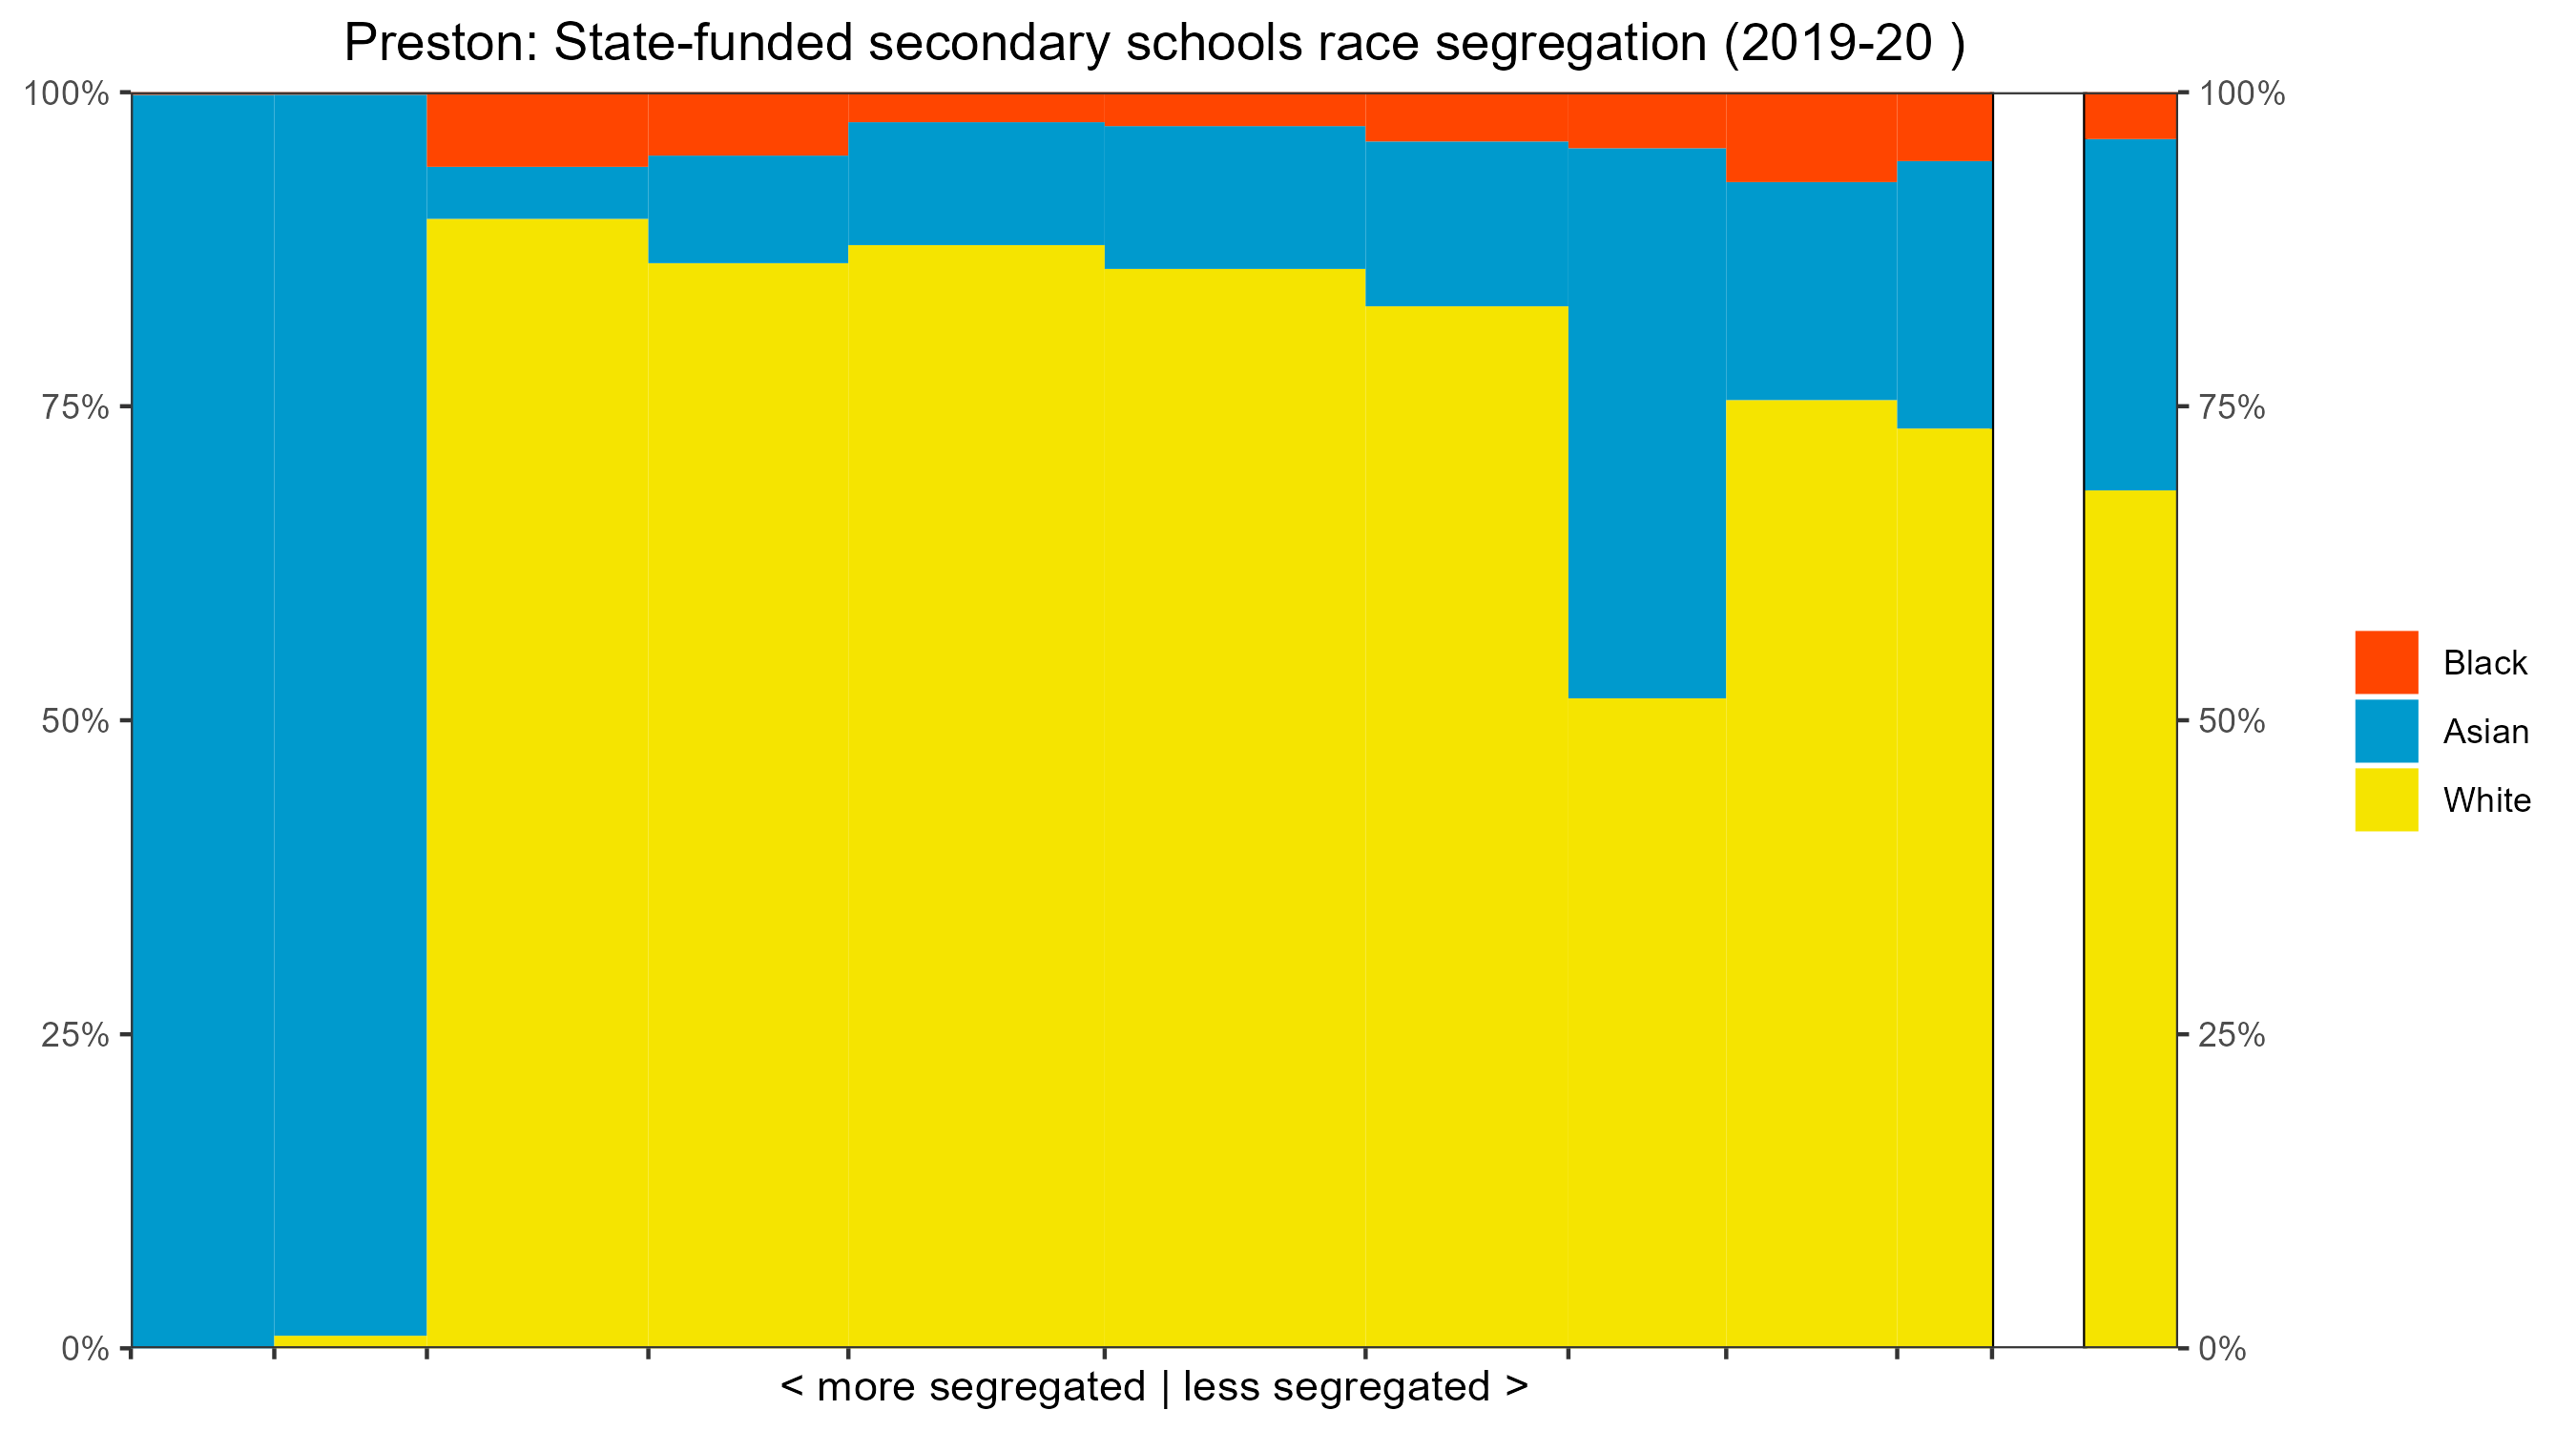 Preston: State-funded secondary schools race segregation (2019-20 )
100%
75%
50%
25%
0%
100%
75%
50%
25%
0%
Black
Asian
White
< more segregated | less segregated >